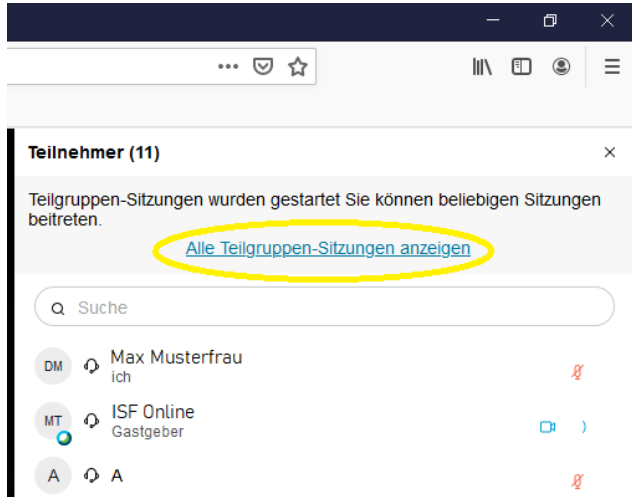 Teilnehmer (11)
Teilgruppen-Sitzungen wurden gestartet Sie können beliebigen Sitzungen
beitreten.
Alle Teilgruppen-Sitzungen anzeigen
Suche
DM Max Musterfrau
ich
MT ISF Online
Gastgeber
A A